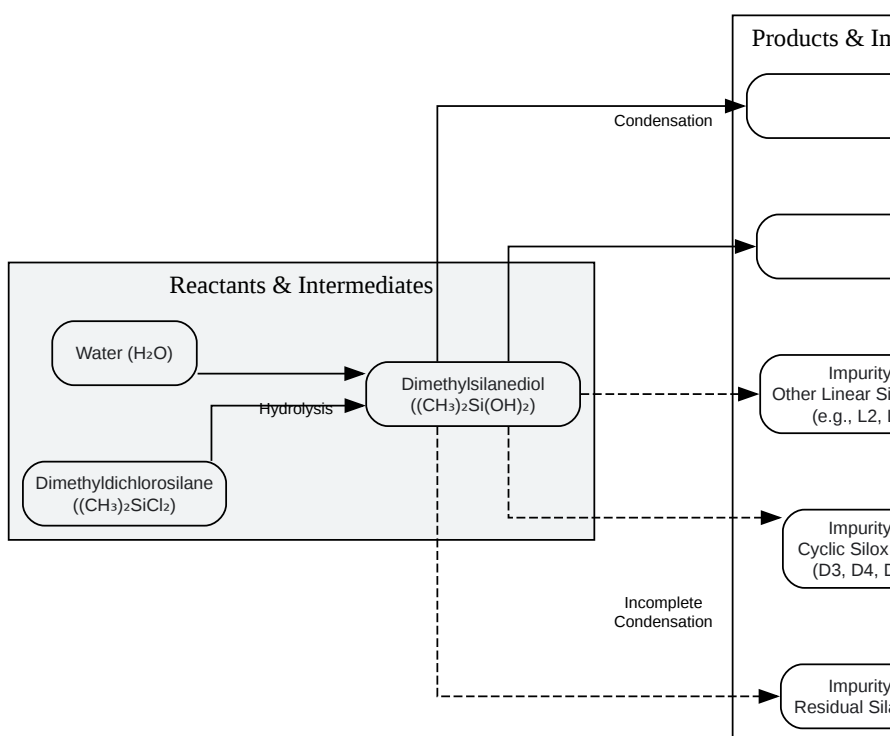 Products & Im
Condensation
Reactants & Intermediates
Water (H₂O)
Dimethylsilanediol
((CH₃)₂Si(OH)₂)
Hydrolysis
Dimethyldichlorosilane
((CH₃)₂SiCl₂)
Impurity
Other Linear Si
(e.g., L2,
Impurity
Cyclic Silox
(D3, D4, D
Incomplete
Condensation
Impurity
Residual Sila